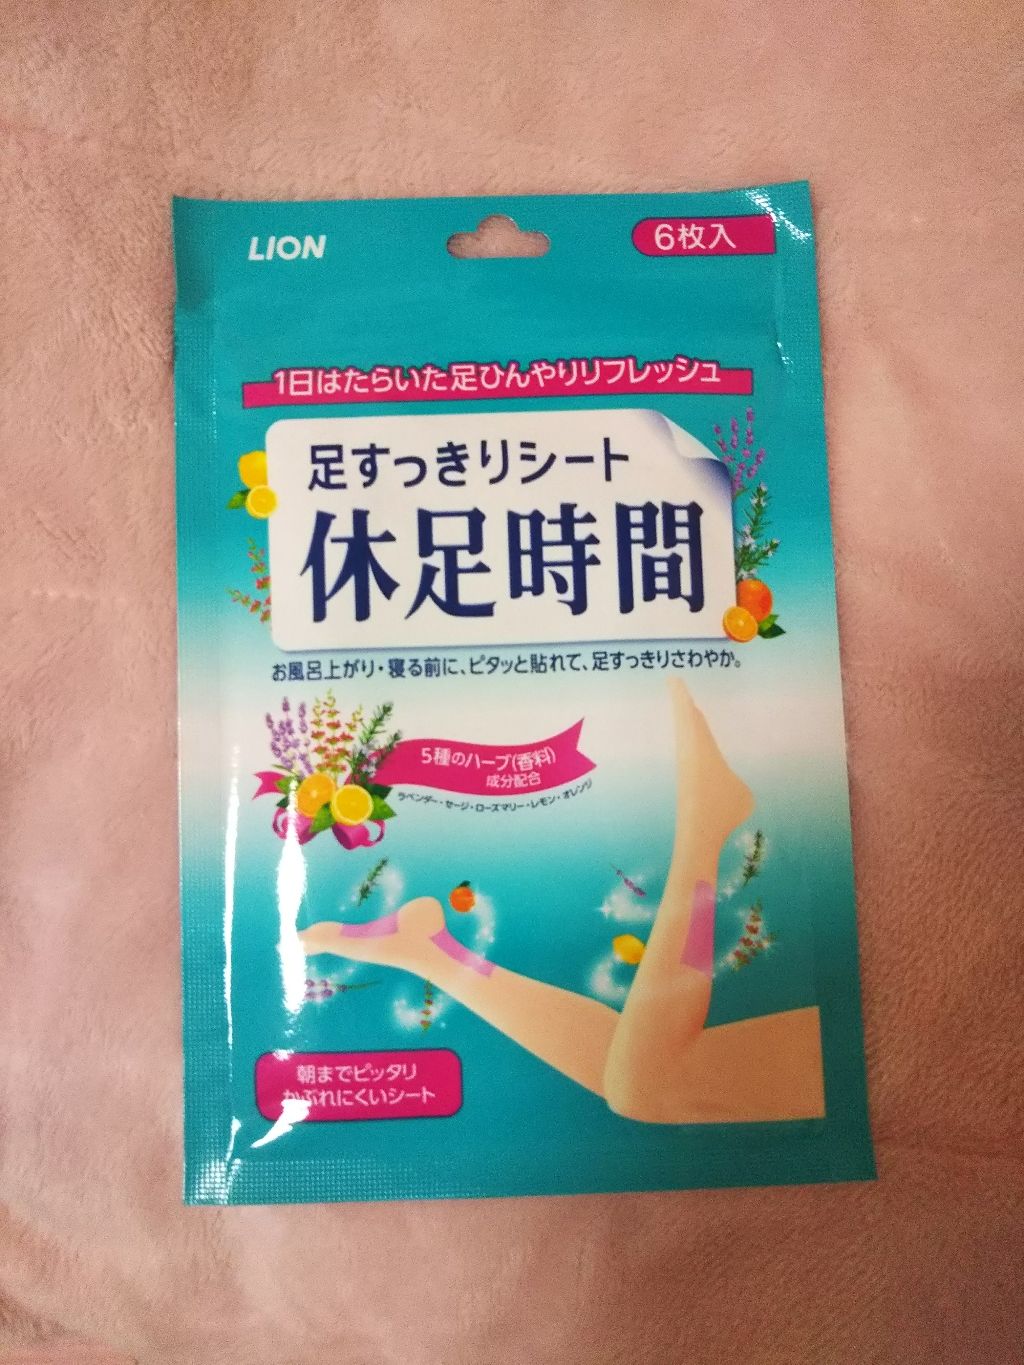 LION
6枚入
1日はたらいた足ひんやりリフレッシュ
足すっきりシート
休足時間
お風呂上がり・寝る前に、ピタッと貼れて、足すっきりさわやか。
5種のハーブ(香料)
成分配合
ラベンダー・セージ・ローズマリー・レモン・オレンジ
朝までピッタリ
かぶれにくいシート